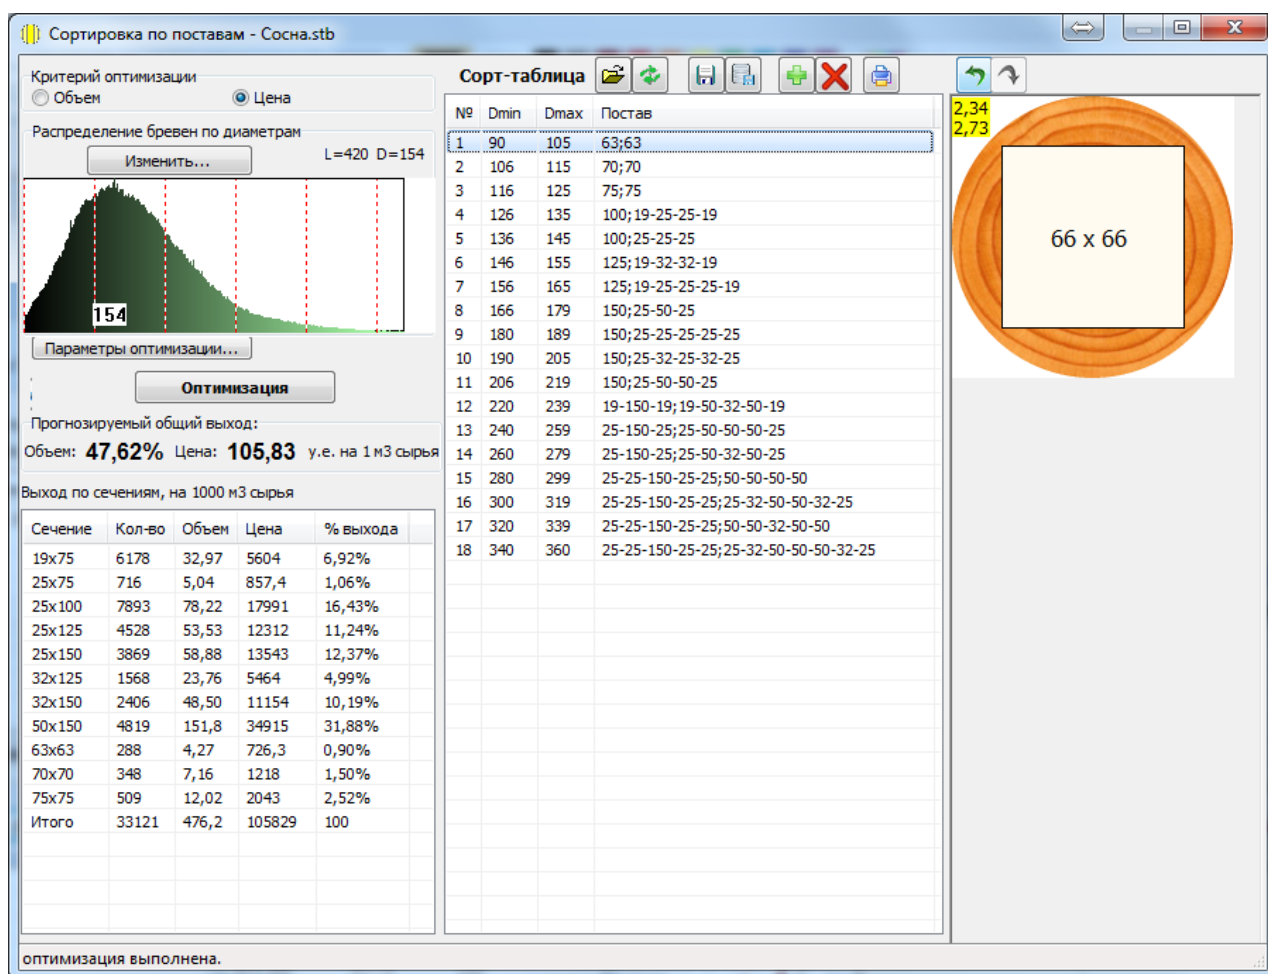 Сортировка по поставам - Сосна.stb
Критерий оптимизации
Объем
Цена
Распределение бревен по диаметрам
Изменить...
L=420 D=154
154
Параметры оптимизации...
Оптимизация
Прогнозируемый общий выход:
Объем: 47,62% Цена: 105,83 у.е. на 1 м3 сырья
Выход по сечениям, на 1000 м3 сырья
Сечение Кол-во Объем Цена % выхода
19x75 6178 32,97 5604 6,92%
25x75 716 5,04 857,4 1,06%
25x100 7893 78,22 17991 16,43%
25x125 4528 53,53 12312 11,24%
25x150 3869 58,88 13543 12,37%
32x125 1568 23,76 5464 4,99%
32x150 2406 48,50 11154 10,19%
50x150 4819 151,8 34915 31,88%
63x63 288 4,27 726,3 0,90%
70x70 348 7,16 1218 1,50%
75x75 509 12,02 2043 2,52%
Итого 33121 476,2 105829 100
Сорт-таблица
№ Dmin Dmax Постав
1 90 105 63;63
2 106 115 70;70
3 116 125 75;75
4 126 135 100;19-25-25-19
5 136 145 100;25-25-25
6 146 155 125;19-32-32-19
7 156 165 125;19-25-25-25-19
8 166 179 150;25-50-25
9 180 189 150;25-25-25-25-25
10 190 205 150;25-32-25-32-25
11 206 219 150;25-50-50-25
12 220 239 19-150-19;19-50-32-50-19
13 240 259 25-150-25;25-50-50-50-25
14 260 279 25-150-25;25-50-32-50-25
15 280 299 25-25-150-25-25;50-50-50-50
16 300 319 25-25-150-25-25;25-32-50-50-32-25
17 320 339 25-25-150-25-25;50-50-32-50-50
18 340 360 25-25-150-25-25;25-32-50-50-50-32-25
2,34
2,73
66 x 66
оптимизация выполнена.